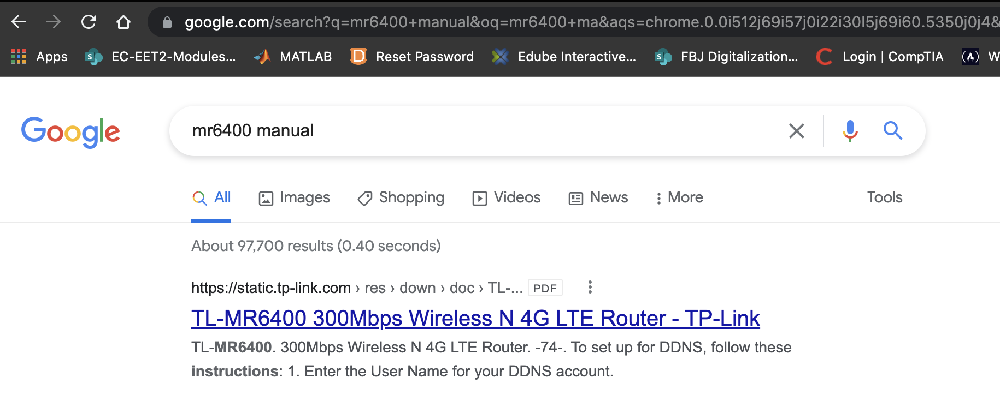 google.com/search?q=mr6400+manual&oq=mr6400+ma&aqs=chrome.0.0i512j69i57j0i22i30l5j69i60.5350j0j4&
Apps EC-EET2-Modules... MATLAB Reset Password Edube Interactive... FBJ Digitalization... Login | CompTIA W
Google mr6400 manual
All Images Shopping Videos News More Tools
About 97,700 results (0.40 seconds)
https://static.tp-link.com › res › down › doc › TL-... PDF
TL-MR6400 300Mbps Wireless N 4G LTE Router - TP-Link
TL-MR6400. 300Mbps Wireless N 4G LTE Router. -74-. To set up for DDNS, follow these
instructions: 1. Enter the User Name for your DDNS account.